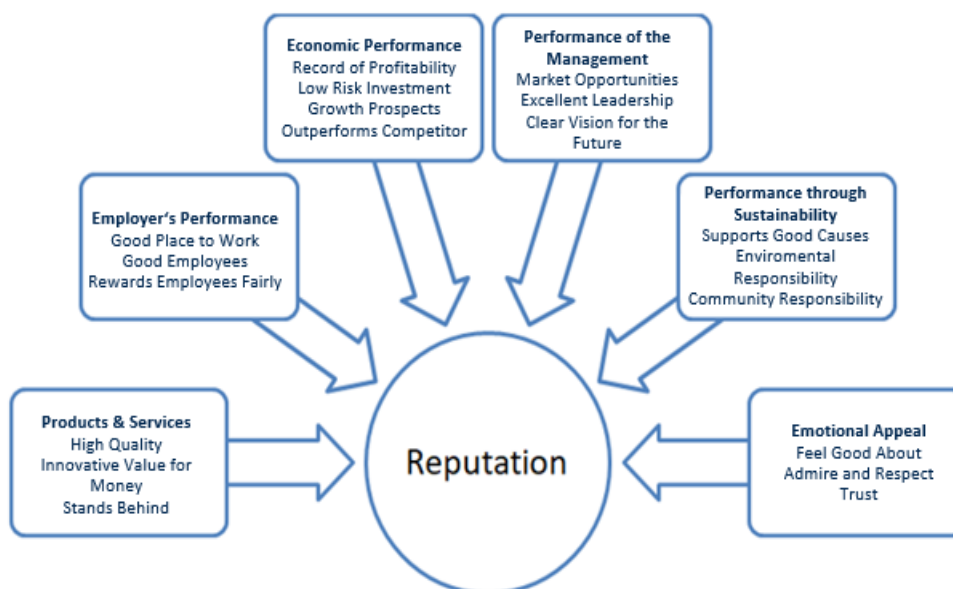 Economic Performance
Record of Profitability
Low Risk Investment
Growth Prospects
Outperforms Competitor
Performance of the
Management
Market Opportunities
Excellent Leadership
Clear Vision for the
Future
Employer's Performance
Good Place to Work
Good Employees
Rewards Employees Fairly
Performance through
Sustainability
Supports Good Causes
Enviromental
Responsibility
Community Responsibility
Products & Services
High Quality
Innovative Value for
Money
Stands Behind
Reputation
Emotional Appeal
Feel Good About
Admire and Respect
Trust